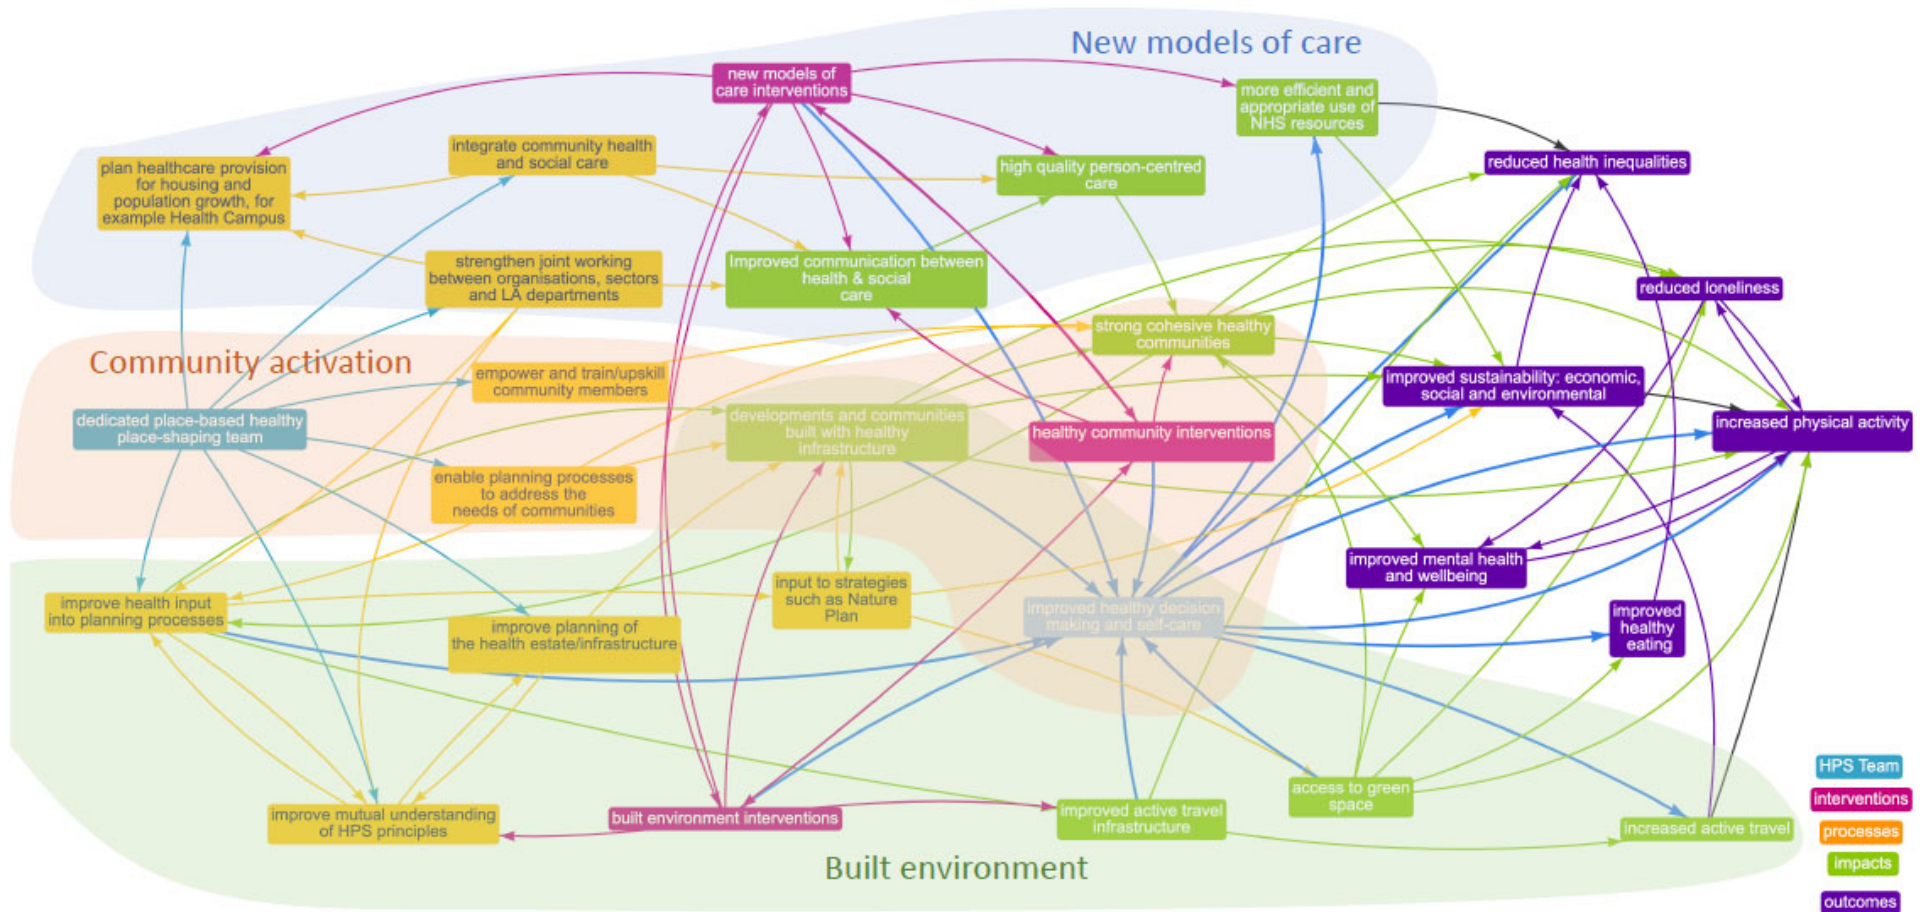 New models of care
new models of
care interventions
more efficient and
appropriate use of
NHS resources
integrate community health
and social care
plan healthcare provision
for housing and
population growth, for
example Health Campus
high quality person-centred
care
reduced health inequalities
strengthen joint working
between organisations, sectors
and LA departments
Improved communication between
health & social
care
reduced loneliness
strong cohesive healthy
communities
Community activation
empower and train/upskill
community members
improved sustainability: economic,
social and environmental
dedicated place-based healthy
place-shaping team
developments and communities
built with healthy
infrastructure
healthy community interventions
increased physical activity
enable planning processes
to address the
needs of communities
improved mental health
and wellbeing
input to strategies
such as Nature
Plan
improve health input
into planning processes
improved healthy decision
making and self-care
improved
healthy
eating
improve planning of
the health estate/infrastructure
access to green
space
improve mutual understanding
of HPS principles
built environment interventions
improved active travel
infrastructure
increased active travel
Built environment
HPS Team
interventions
processes
impacts
outcomes